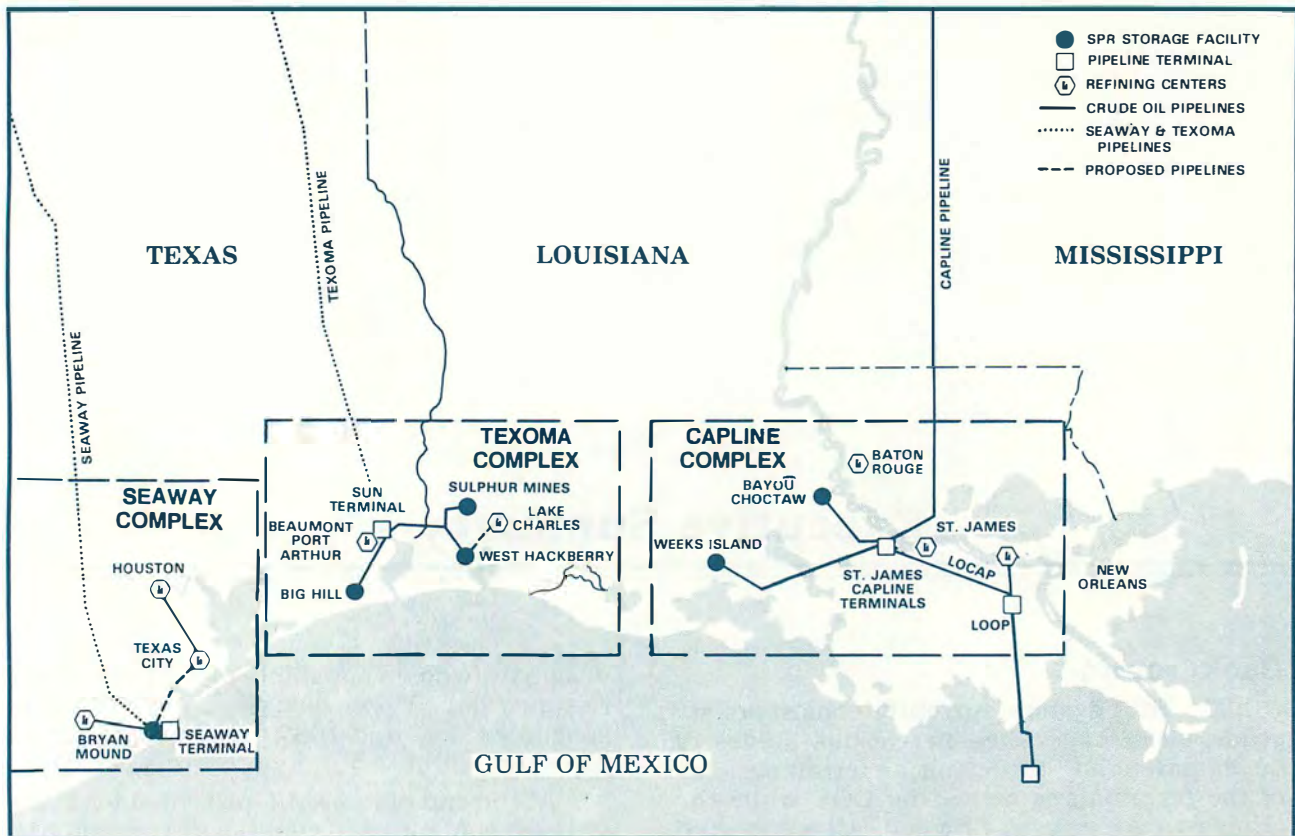 SPR STORAGE FACILITY
PIPELINE TERMINAL
REFINING CENTERS
CRUDE OIL PIPELINES
SEAWAY & TEXOMA
PIPELINES
PROPOSED PIPELINES
TEXAS
LOUISIANA
MISSISSIPPI
SEAWAY PIPELINE
TEXOMA PIPELINE
CAPLINE PIPELINE
SEAWAY
COMPLEX
HOUSTON
TEXAS
CITY
BRYAN
MOUND
SEAWAY
TERMINAL
TEXOMA
COMPLEX
SUN
TERMINAL
SULPHUR MINES
BEAUMONT
PORT
ARTHUR
LAKE
CHARLES
WEST HACKBERRY
BIG HILL
CAPLINE
COMPLEX
BATON
ROUGE
BAYOU
CHOCTAW
WEEKS ISLAND
ST. JAMES
ST. JAMES
CAPLINE
TERMINALS
LOCAP
LOOP
NEW
ORLEANS
GULF OF MEXICO